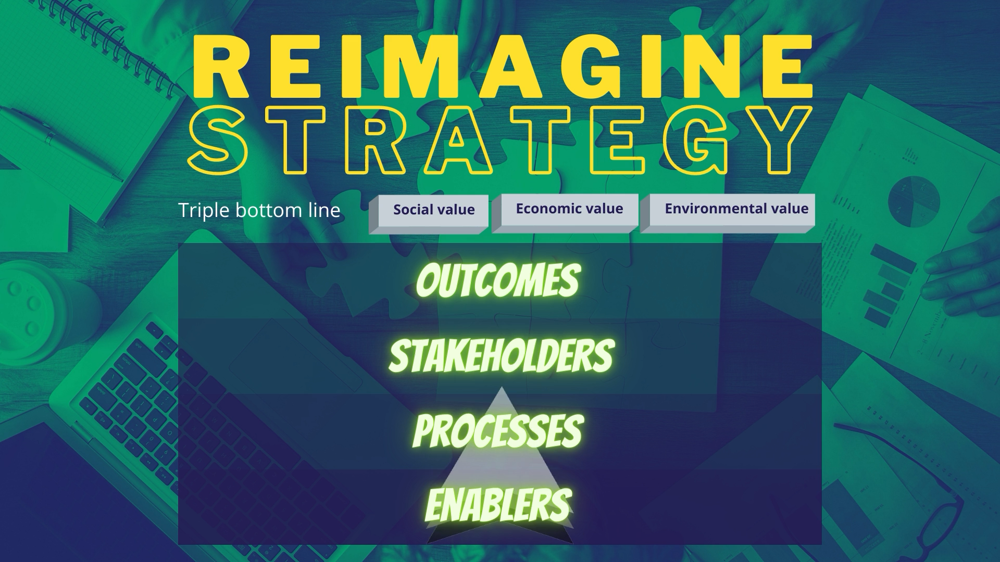 REIMAGINE
STRATEGY
Triple bottom line
Social value
Economic value
Environmental value
OUTCOMES
STAKEHOLDERS
PROCESSES
ENABLERS